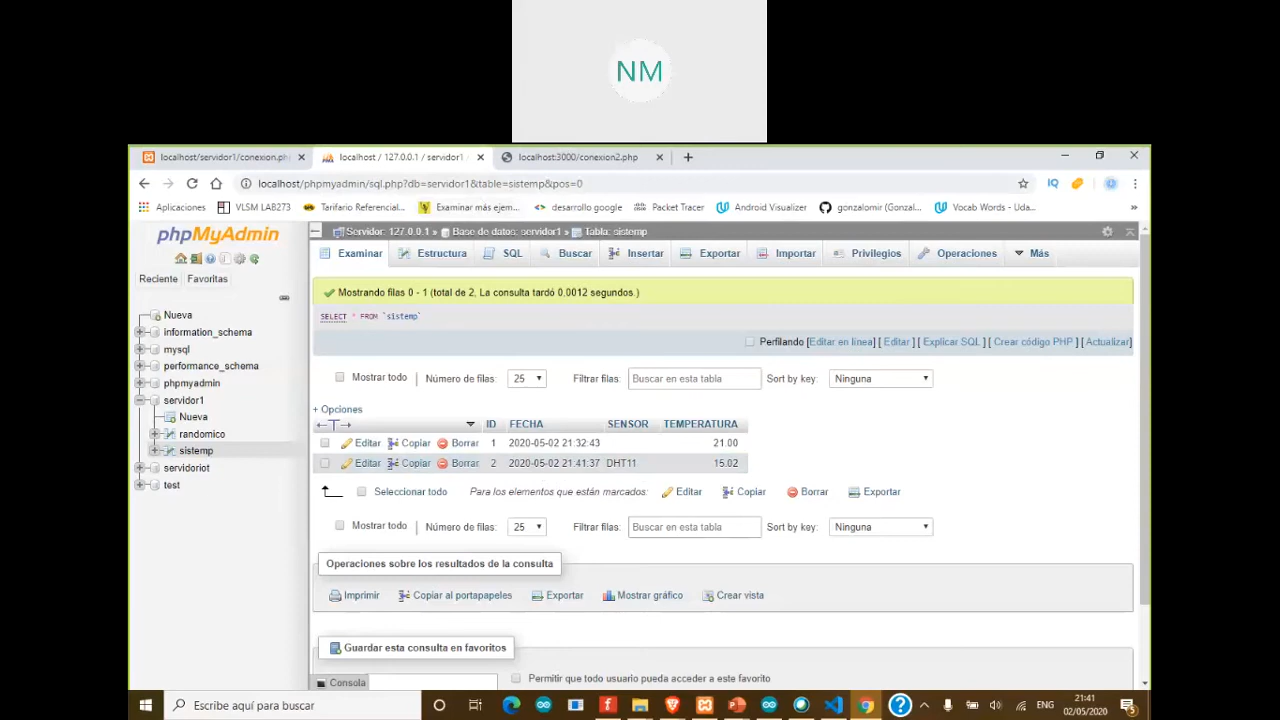 NM
localhost/servidor1/conexion.ph
localhost / 127.0.0.1 / servidor1
localhost:3000/conexion2.php
localhost/phpmyadmin/sql.php?db=servidor1&table=sistemp&pos=0
IQ
Aplicaciones
VLSM LAB273
Tarifario Referencial...
Examinar más ejem...
desarrollo google
Packet Tracer
Android Visualizer
gonzalomir (Gonzal...
Vocab Words - Uda...
phpMyAdmin
Reciente
Favoritas
Nueva
information_schema
mysql
performance_schema
phpmyadmin
servidor1
Nueva
randomico
sistemp
servidoriot
test
Servidor: 127.0.0.1 » Base de datos: servidor1 » Tabla: sistemp
Examinar
Estructura
SQL
Buscar
Insertar
Exportar
Importar
Privilegios
Operaciones
Más
Mostrando filas 0 - 1 (total de 2, La consulta tardó 0,0012 segundos.)
SELECT * FROM `sistemp`
Perfilando [Editar en línea] [ Editar ] [ Explicar SQL ] [ Crear código PHP ] [ Actualizar]
Mostrar todo | Número de filas: 25 Filtrar filas: Buscar en esta tabla Sort by key: Ninguna
+ Opciones
ID FECHA SENSOR TEMPERATURA
Editar Copiar Borrar 1 2020-05-02 21:32:43 21.00
Editar Copiar Borrar 2 2020-05-02 21:41:37 DHT11 15.02
Seleccionar todo Para los elementos que están marcados: Editar Copiar Borrar Exportar
Mostrar todo | Número de filas: 25 Filtrar filas: Buscar en esta tabla Sort by key: Ninguna
Operaciones sobre los resultados de la consulta
Imprimir Copiar al portapapeles Exportar Mostrar gráfico Crear vista
Guardar esta consulta en favoritos
Consola
Permitir que todo usuario pueda acceder a este favorito
Escribe aquí para buscar
ENG
21:41
02/05/2020
5